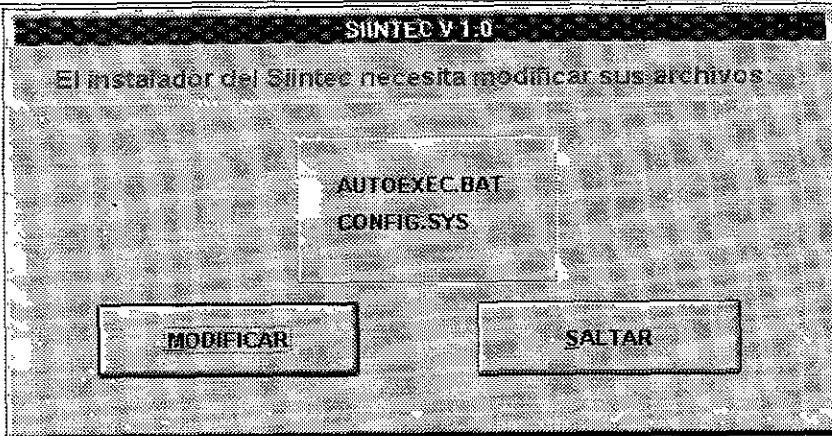 SIINTEC V 1.0
El instalador del Siintec necesita modificar sus archivos:
AUTOEXEC.BAT
CONFIG.SYS
MODIFICAR
SALTAR